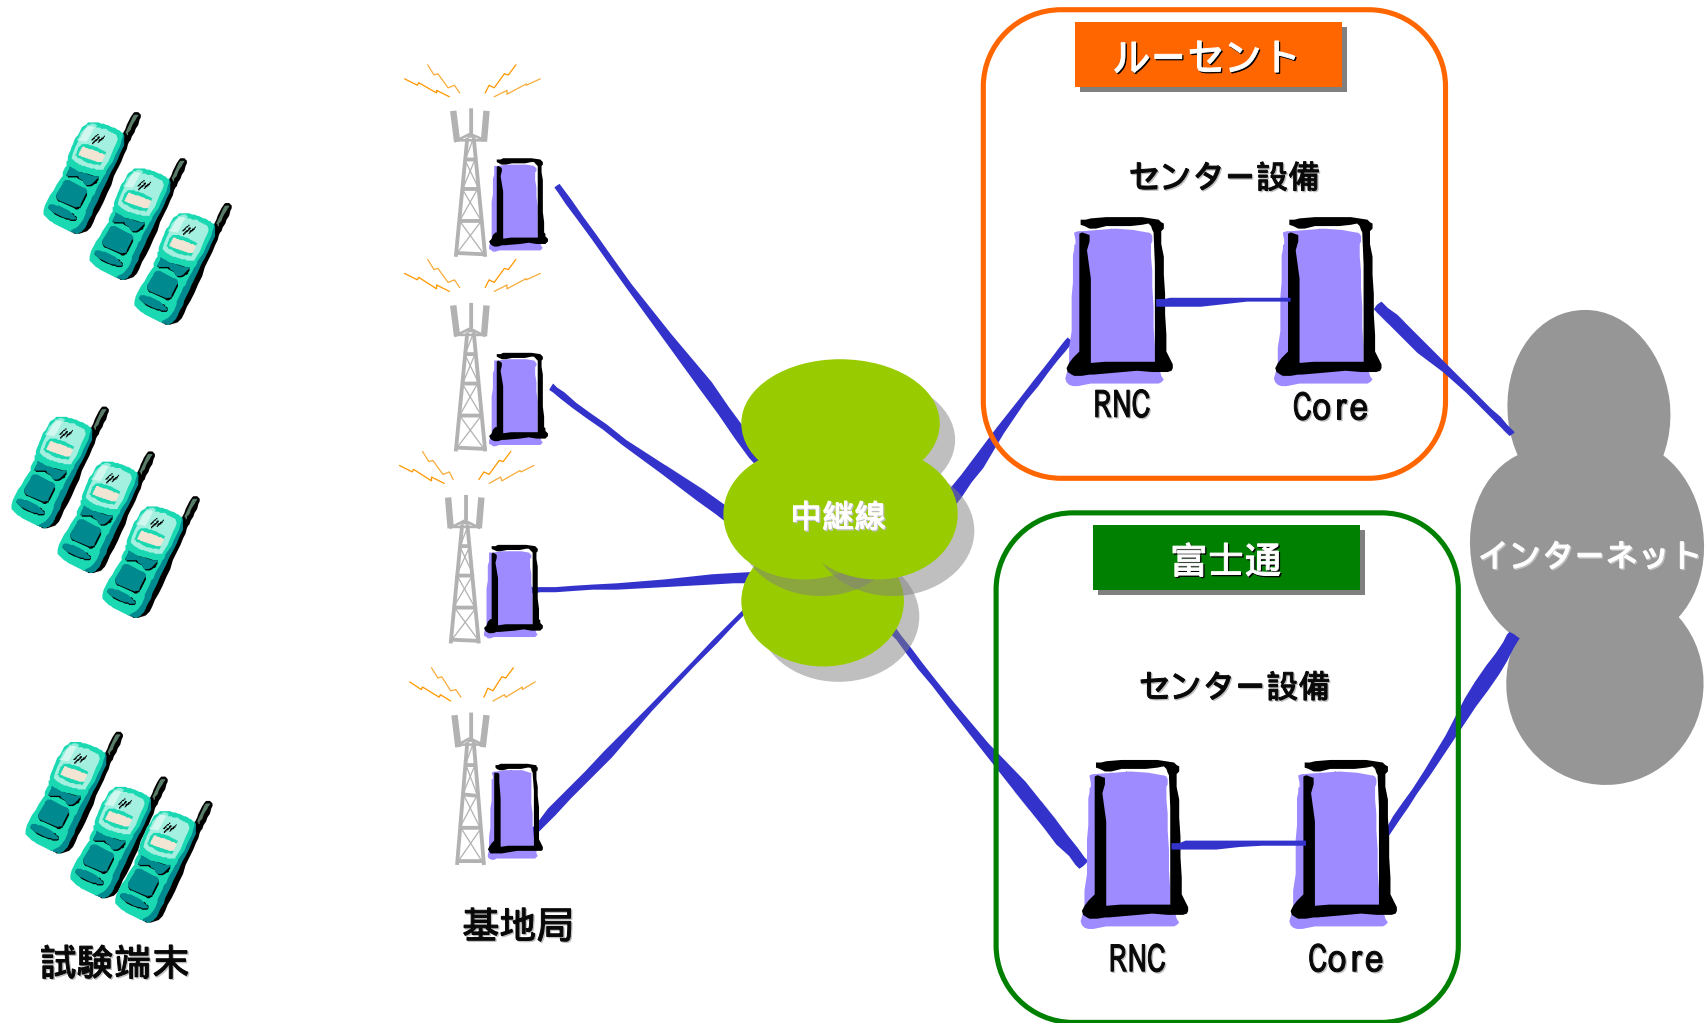 ルーセント
センター設備
RNC
Core
中継線
富士通
インターネット
センター設備
RNC
Core
基地局
試験端末